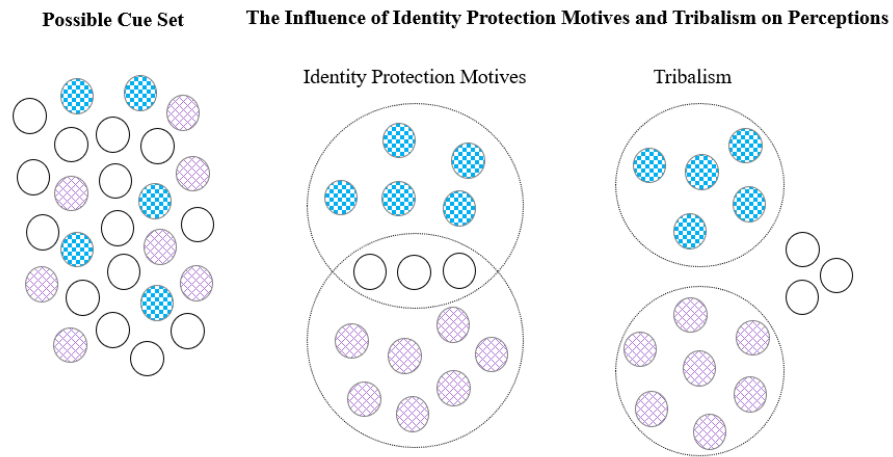 Possible Cue Set
The Influence of Identity Protection Motives and Tribalism on Perceptions
Identity Protection Motives
Tribalism